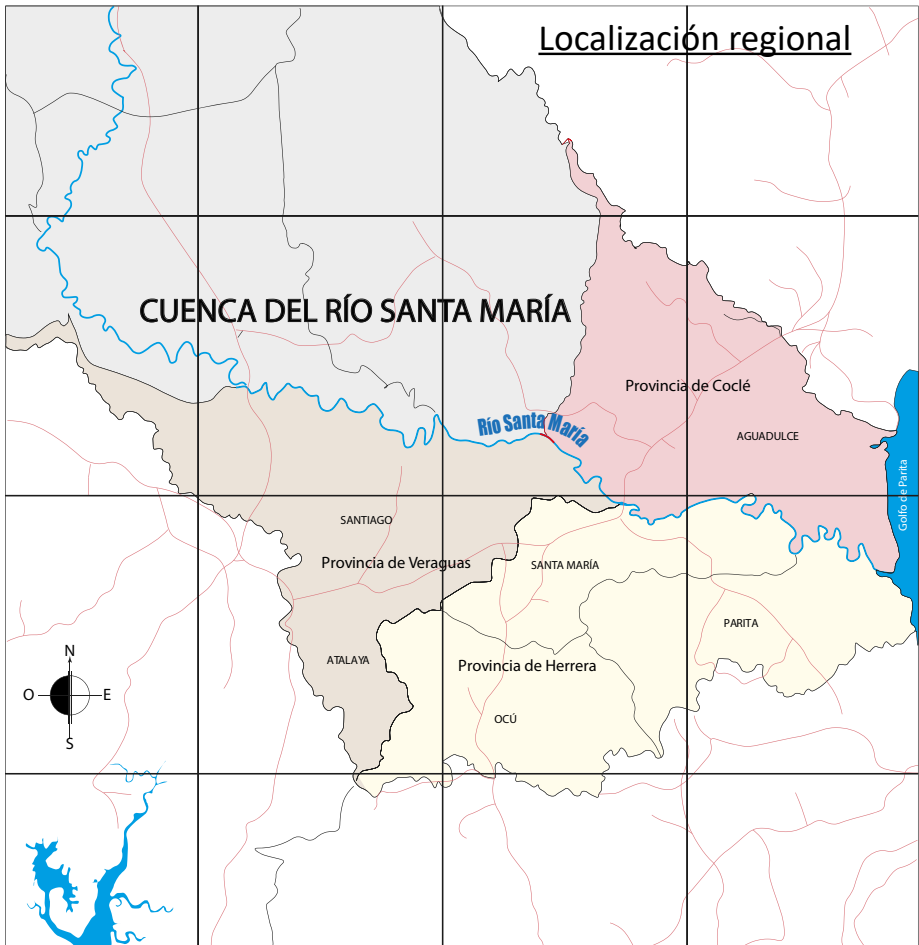 Localización regional
CUENCA DEL RÍO SANTA MARÍA
Provincia de Coclé
Río Santa María
AGUADULCE
Golfo de Parita
SANTIAGO
Provincia de Veraguas
SANTA MARÍA
PARITA
ATALAYA
Provincia de Herrera
OCÚ
N
O
E
S